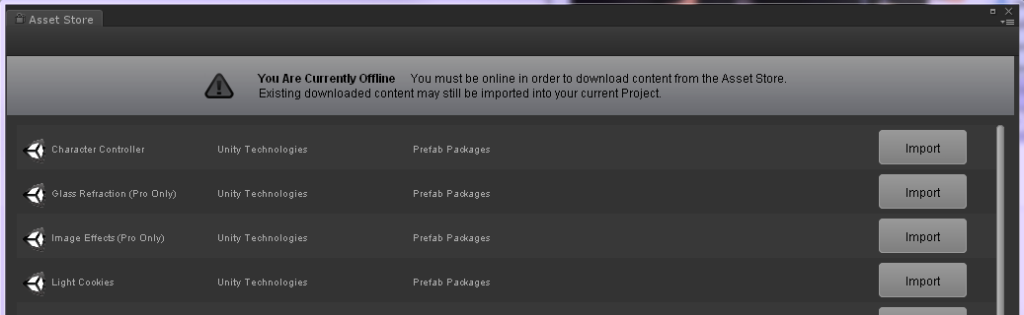 Asset Store
You Are Currently Offline You must be online in order to download content from the Asset Store.
Existing downloaded content may still be imported into your current Project.
Character Controller Unity Technologies Prefab Packages Import
Glass Refraction (Pro Only) Unity Technologies Prefab Packages Import
Image Effects (Pro Only) Unity Technologies Prefab Packages Import
Light Cookies Unity Technologies Prefab Packages Import